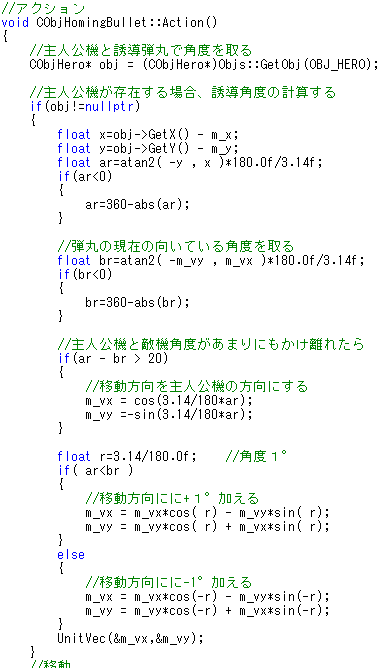 //アクション
void CObjHomingBullet::Action()
{
//主人公機と誘導弾丸で角度を取る
CObjHero* obj = (CObjHero*)Objs::GetObj(OBJ_HERO);
//主人公機が存在する場合、誘導角度の計算する
if(obj!=nullptr)
{
float x=obj->GetX() - m_x;
float y=obj->GetY() - m_y;
float ar=atan2( -y , x )*180.0f/3.14f;
if(ar<0)
{
ar=360-abs(ar);
}
//弾丸の現在の向いている角度を取る
float br=atan2( -m_vy , m_vx )*180.0f/3.14f;
if(br<0)
{
br=360-abs(br);
}
//主人公機と敵機角度があまりにもかけ離れたら
if(ar - br > 20)
{
//移動方向を主人公機の方向にする
m_vx = cos(3.14/180*ar);
m_vy =-sin(3.14/180*ar);
}
float r=3.14/180.0f; //角度１°
if( ar<br )
{
//移動方向にに+１°加える
m_vx = m_vx*cos( r) - m_vy*sin( r);
m_vy = m_vy*cos( r) + m_vx*sin( r);
}
else
{
//移動方向にに-1°加える
m_vx = m_vx*cos(-r) - m_vy*sin(-r);
m_vy = m_vy*cos(-r) + m_vx*sin(-r);
}
UnitVec(&m_vx,&m_vy);
}
//移動